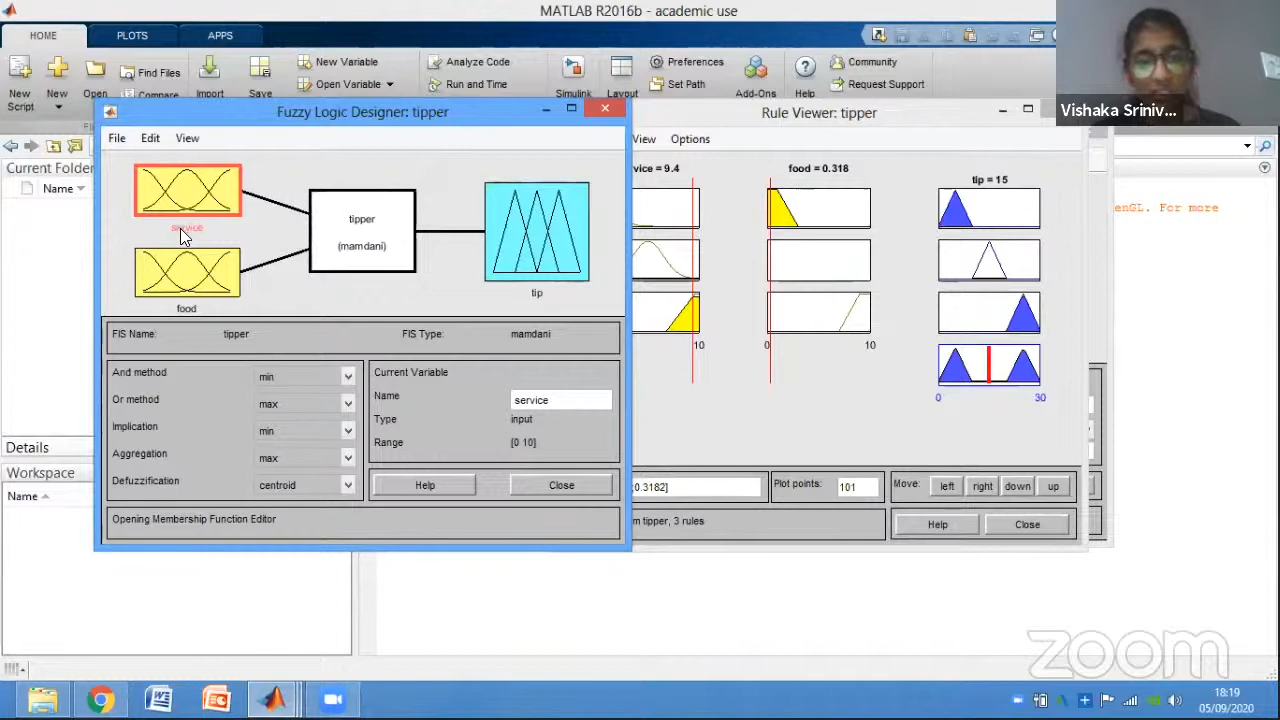 MATLAB R2016b - academic use
HOME
PLOTS
APPS
New
Script
New
Open
Find Files
Compare
Import
Save
New Variable
Open Variable
Analyze Code
Run and Time
Simulink
Layout
Preferences
Set Path
Add-Ons
Help
Community
Request Support
Vishaka Sriniv...
Current Folder
Name
Details
Workspace
Name
Fuzzy Logic Designer: tipper
File Edit View
service
food
tipper
(mamdani)
tip
FIS Name: tipper FIS Type: mamdani
And method min
Or method max
Implication min
Aggregation max
Defuzzification centroid
Current Variable
Name service
Type input
Range [0 10]
Help Close
Opening Membership Function Editor
Rule Viewer: tipper
View Options
food = 0.318
tip = 15
10
0 10
0 30
0.3182]
Plot points: 101
Move: left right down up
tipper, 3 rules
Help Close
enGL. For more
zoom
18:19
05/09/2020